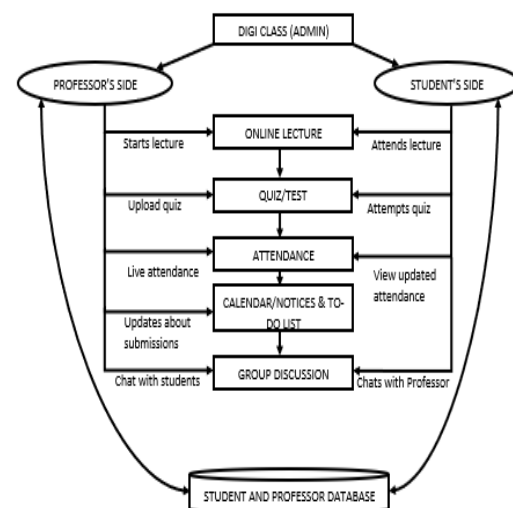 DIGI CLASS (ADMIN)
PROFESSOR'S SIDE
STUDENT'S SIDE
ONLINE LECTURE
Starts lecture
Attends lecture
QUIZ/TEST
Upload quiz
Attempts quiz
ATTENDANCE
Live attendance
View updated
attendance
CALENDAR/NOTICES & TO-
DO LIST
Updates about
submissions
GROUP DISCUSSION
Chat with students
Chats with Professor
STUDENT AND PROFESSOR DATABASE